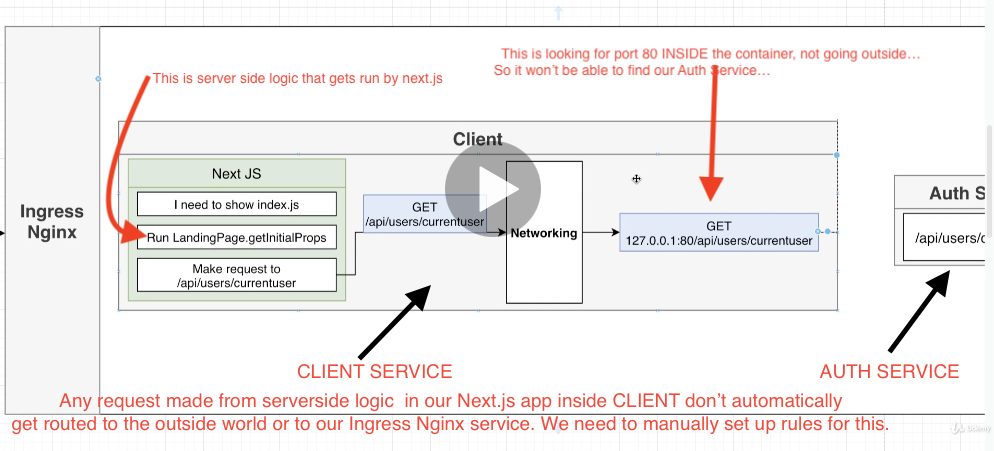 This is looking for port 80 INSIDE the container, not going outside…
So it won't be able to find our Auth Service…
This is server side logic that gets run by next.js
Client
Next JS
I need to show index.js
Run LandingPage.getInitialProps
Make request to
/api/users/currentuser
GET
/api/users/currentuser
Networking
GET
127.0.0.1:80/api/users/currentuser
Ingress
Nginx
Auth S
/api/users/c
CLIENT SERVICE
AUTH SERVICE
Any request made from serverside logic in our Next.js app inside CLIENT don't automatically
get routed to the outside world or to our Ingress Nginx service. We need to manually set up rules for this.
Udemy